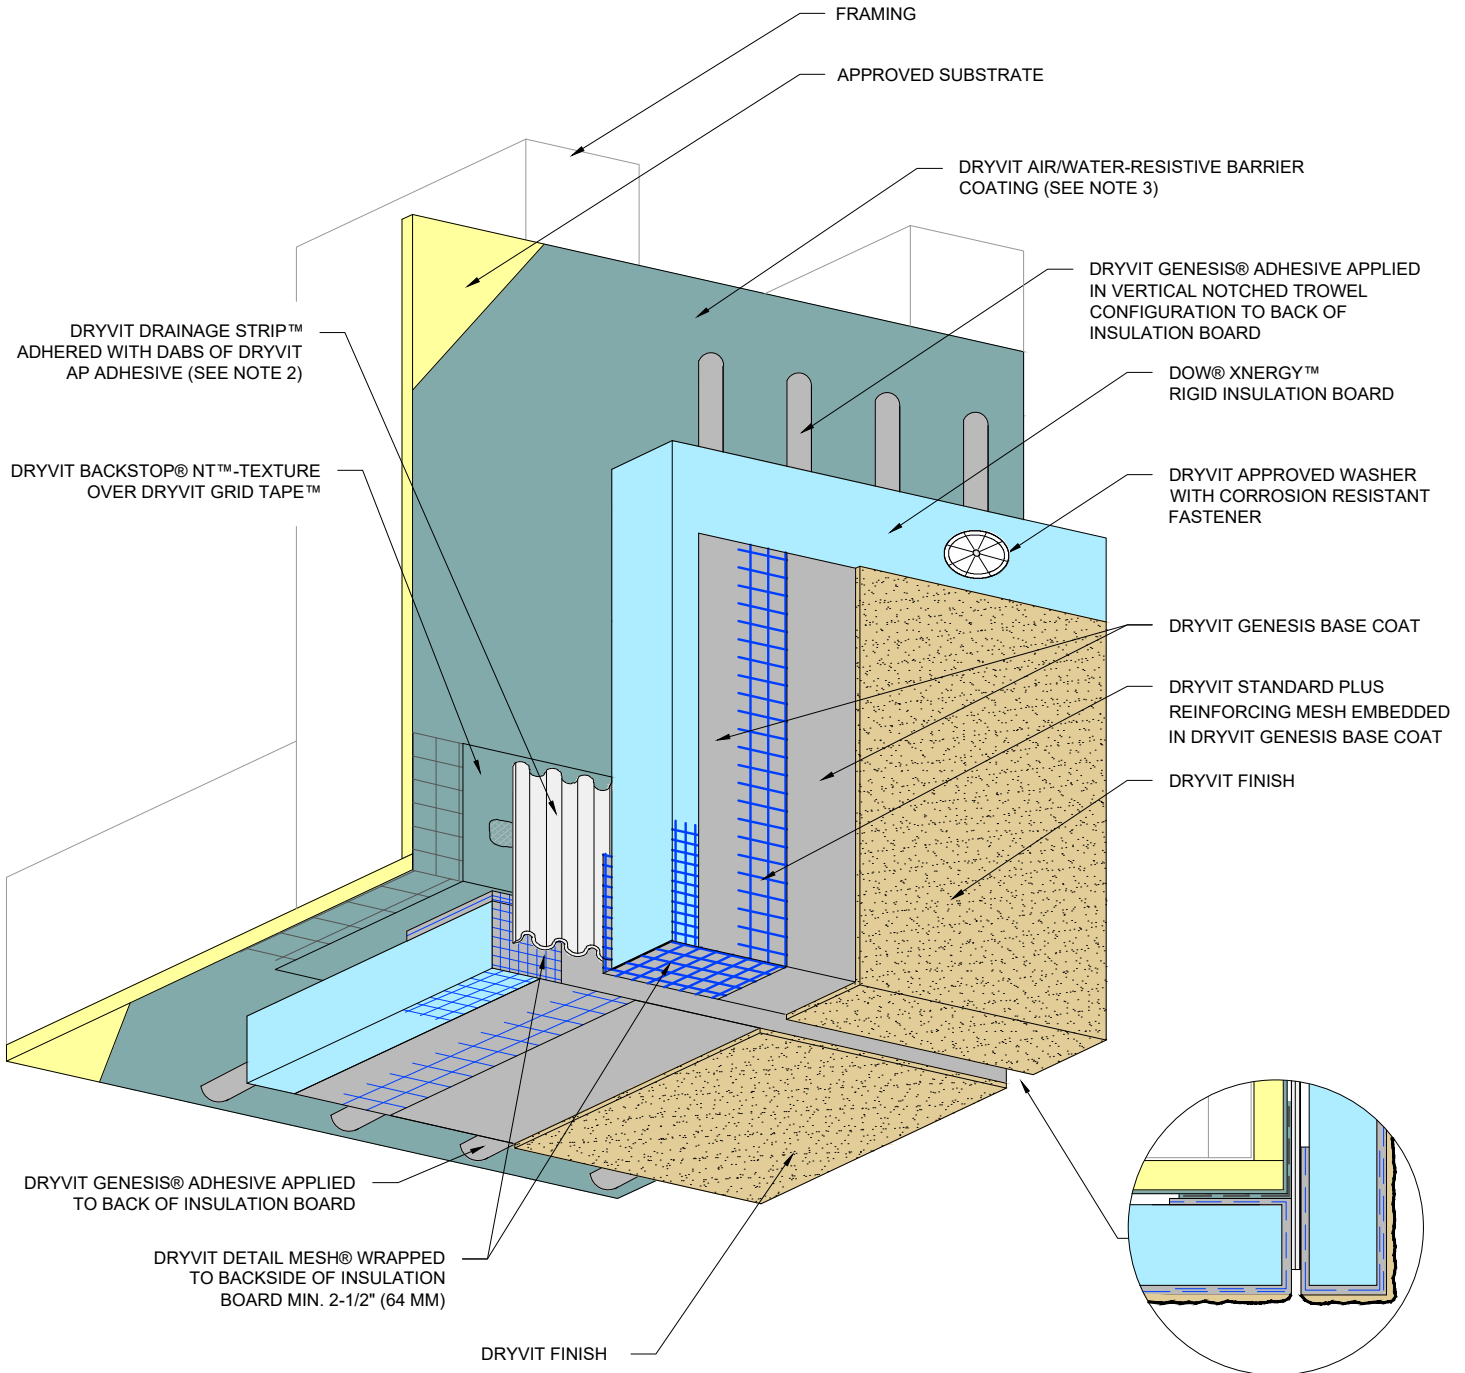 FRAMING
APPROVED SUBSTRATE
DRYVIT AIR/WATER-RESISTIVE BARRIER
COATING (SEE NOTE 3)
DRYVIT GENESIS® ADHESIVE APPLIED
IN VERTICAL NOTCHED TROWEL
CONFIGURATION TO BACK OF
INSULATION BOARD
DRYVIT DRAINAGE STRIP™
ADHERED WITH DABS OF DRYVIT
AP ADHESIVE (SEE NOTE 2)
DOW® XNERGY™
RIGID INSULATION BOARD
DRYVIT BACKSTOP® NT™-TEXTURE
OVER DRYVIT GRID TAPE™
DRYVIT APPROVED WASHER
WITH CORROSION RESISTANT
FASTENER
DRYVIT GENESIS BASE COAT
DRYVIT STANDARD PLUS
REINFORCING MESH EMBEDDED
IN DRYVIT GENESIS BASE COAT
DRYVIT FINISH
DRYVIT GENESIS® ADHESIVE APPLIED
TO BACK OF INSULATION BOARD
DRYVIT DETAIL MESH® WRAPPED
TO BACKSIDE OF INSULATION
BOARD MIN. 2-1/2" (64 MM)
DRYVIT FINISH